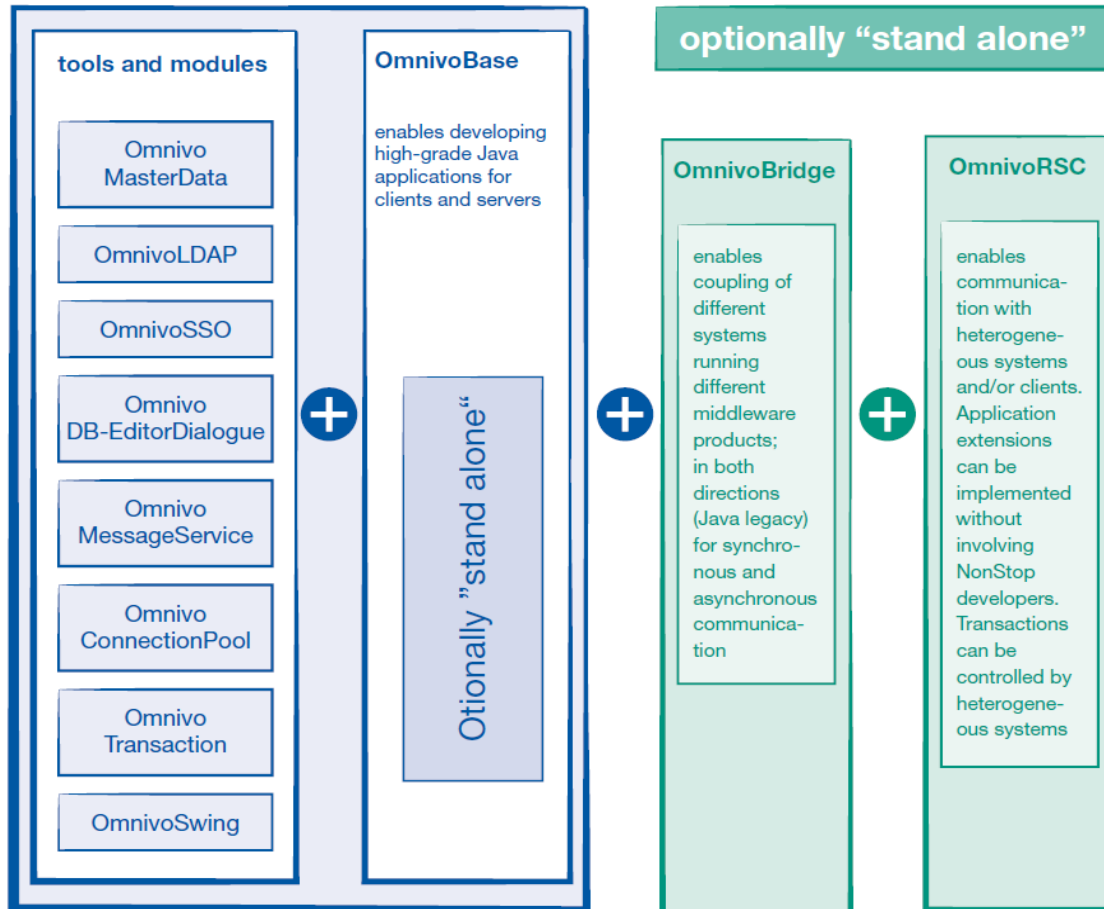 tools and modules
Omnivo
MasterData
OmnivoLDAP
OmnivoSSO
Omnivo
DB-EditorDialogue
Omnivo
MessageService
Omnivo
ConnectionPool
Omnivo
Transaction
OmnivoSwing
OmnivoBase
enables developing
high-grade Java
applications for
clients and servers
Otionally ”stand alone“
optionally “stand alone”
OmnivoBridge
enables
coupling of
different
systems
running
different
middleware
products;
in both
directions
(Java legacy)
for synchro-
nous and
asynchronous
communica-
tion
OmnivoRSC
enables
communica-
tion with
heterogene-
ous systems
and/or clients.
Application
extensions
can be
implemented
without
involving
NonStop
developers.
Transactions
can be
controlled by
heterogene-
ous systems